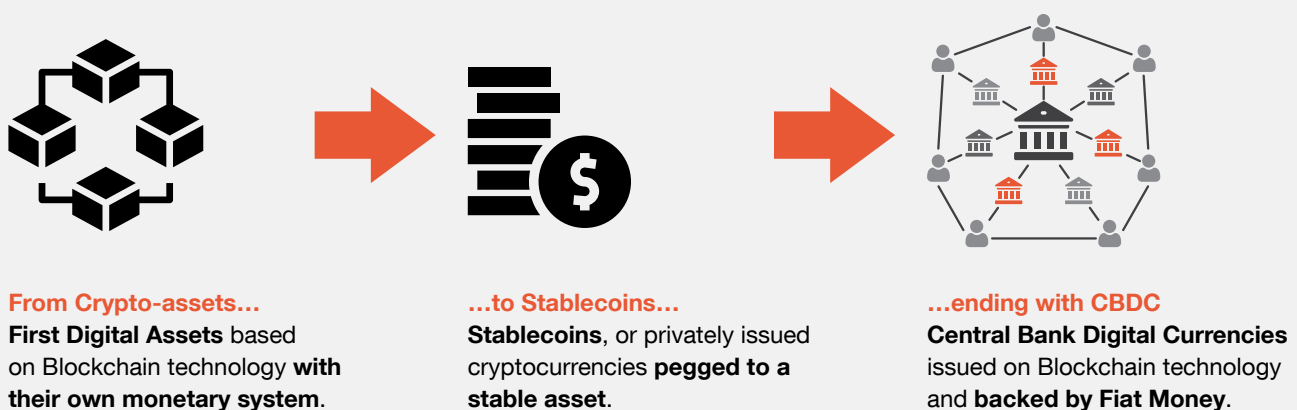 $
From Crypto-assets…
First Digital Assets based
on Blockchain technology with
their own monetary system.
…to Stablecoins…
Stablecoins, or privately issued
cryptocurrencies pegged to a
stable asset.
…ending with CBDC
Central Bank Digital Currencies
issued on Blockchain technology
and backed by Fiat Money.